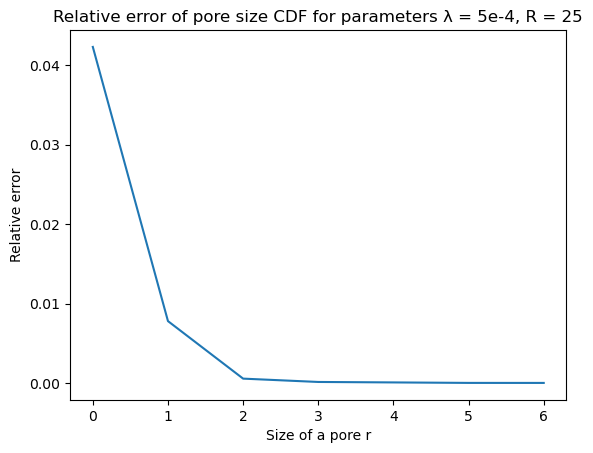 Relative error of pore size CDF for parameters λ = 5e-4, R = 25
0.04
0.03
0.02
0.01
0.00
Relative error
0 1 2 3 4 5 6
Size of a pore r